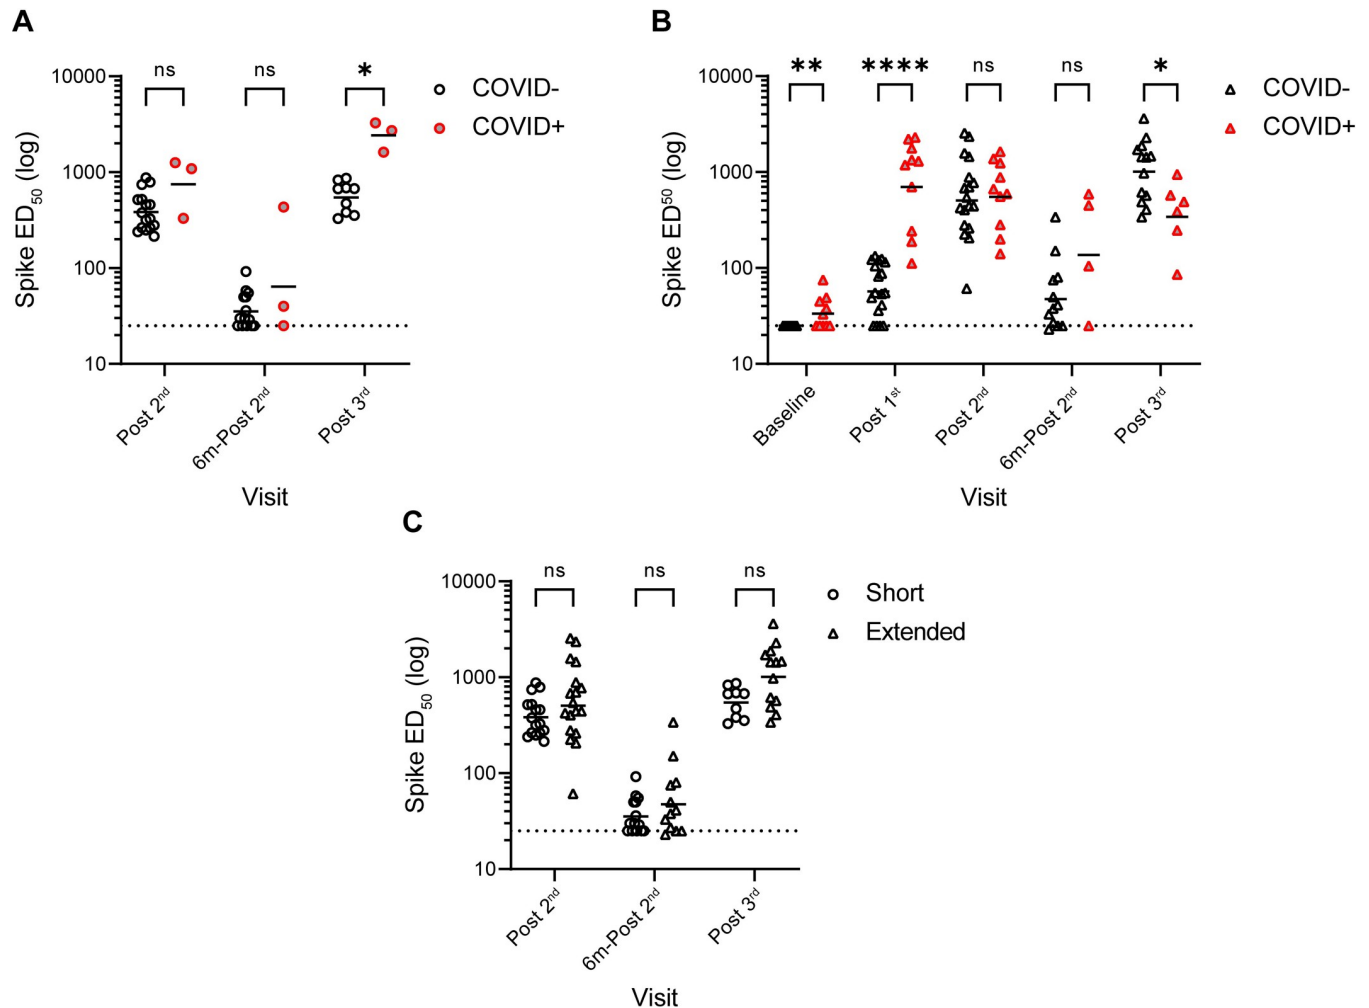 A
ns
ns
*
10000
1000
100
10
Spike ED50 (log)
Post 2nd
6m-Post 2nd
Post 3rd
Visit
COVID-
COVID+
B
**
****
ns
ns
*
10000
1000
100
10
Spike ED50 (log)
Baseline
Post 1st
Post 2nd
6m-Post 2nd
Post 3rd
Visit
COVID-
COVID+
C
ns
ns
ns
10000
1000
100
10
Spike ED50 (log)
Post 2nd
6m-Post 2nd
Post 3rd
Visit
Short
Extended